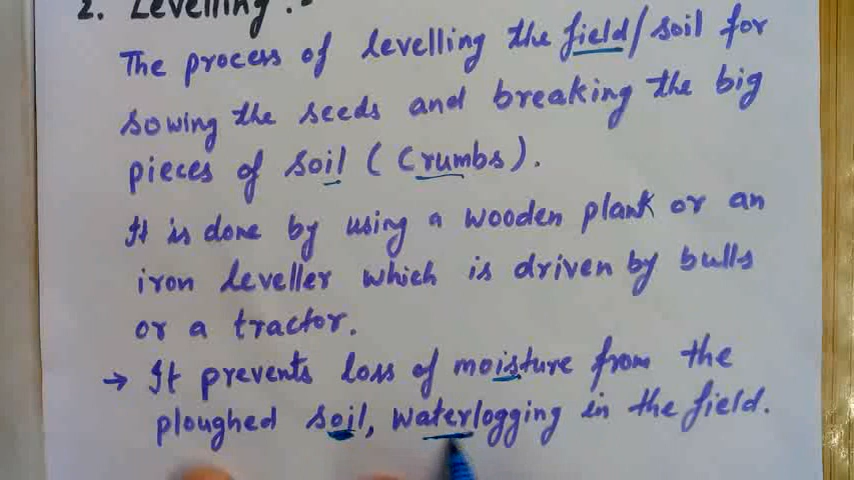 2. Levelling :-
The process of levelling the field/soil for
sowing the seeds and breaking the big
pieces of soil (Crumbs).
It is done by using a wooden plank or an
iron leveller which is driven by bulls
or a tractor.
→ It prevents loss of moisture from the
ploughed soil, waterlogging in the field.